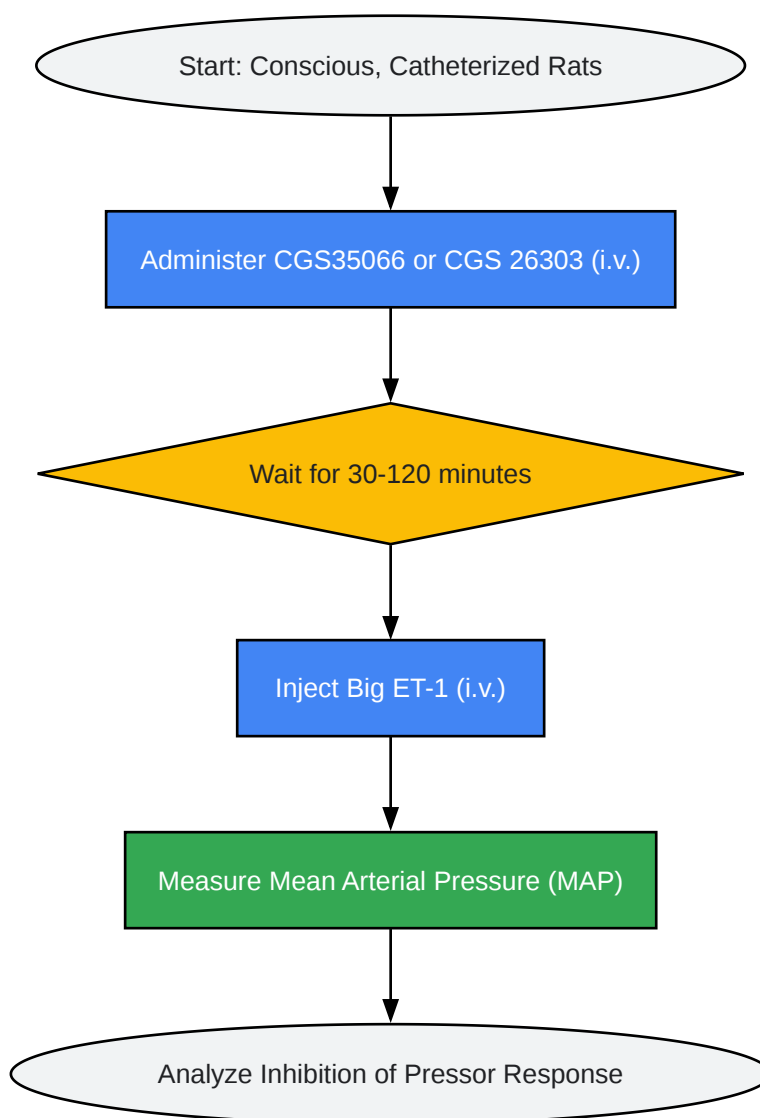 Start: Conscious, Catheterized Rats
Administer CGS35066 or CGS 26303 (i.v.)
Wait for 30-120 minutes
Inject Big ET-1 (i.v.)
Measure Mean Arterial Pressure (MAP)
Analyze Inhibition of Pressor Response